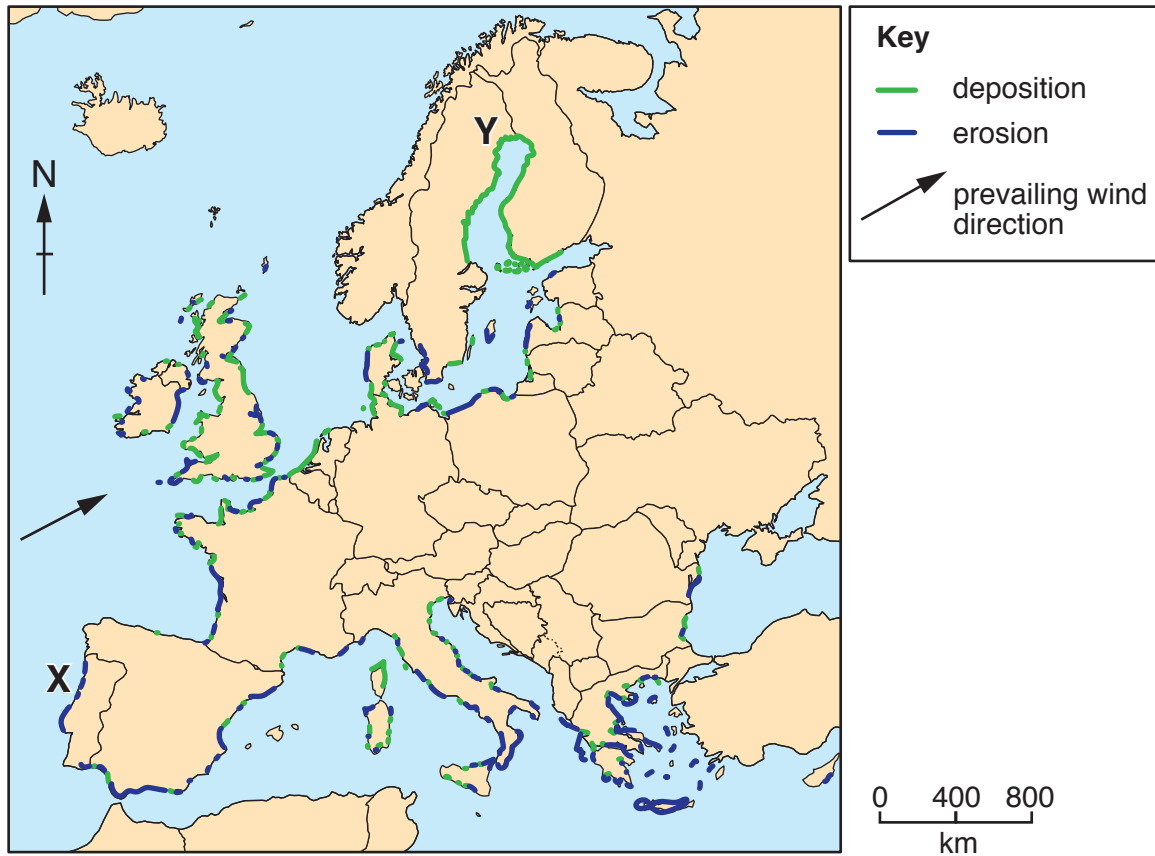 Key
deposition
erosion
prevailing wind
direction
N
Y
X
0 400 800
km